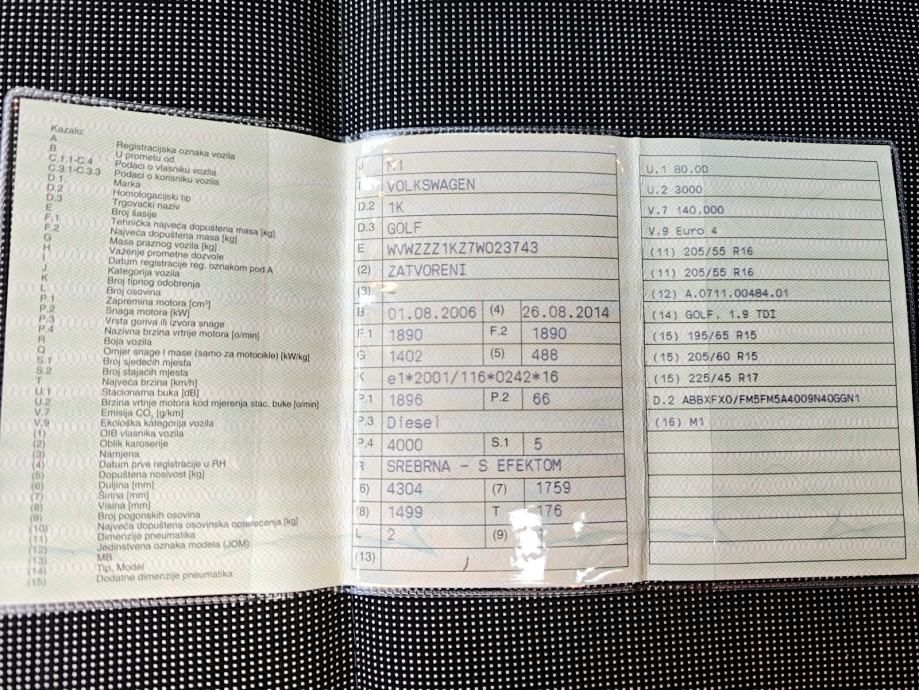 Kazalo:
A Registracijska oznaka vozila
B U prometu od
C.1.1-C.4 Podaci o vlasniku vozila
C.3.1-C.3.3 Podaci o korisniku vozila
D.1 Marka
D.2 Homologacijski tip
D.3 Trgovački naziv
E Broj šasije
F.1 Tehnička najveća dopuštena masa [kg]
F.2 Najveća dopuštena masa [kg]
G Masa praznog vozila [kg]
H Važenje prometne dozvole
I Datum registracije reg. oznakom pod A
J Kategorija vozila
K Broj tipnog odobrenja
L Broj osovina
P.1 Zapremina motora [cm³]
P.2 Snaga motora [kW]
P.3 Vrsta goriva ili izvora snage
P.4 Nazivna brzina vrtnje motora [o/min]
R Boja vozila
Q Omjer snage i mase (samo za motocikle) [kW/kg]
S.1 Broj sjedećih mjesta
S.2 Broj stajaćih mjesta
T Najveća brzina [km/h]
U.1 Stacionarna buka [dB]
U.2 Brzina vrtnje motora kod mjerenja stac. buke [o/min]
V.7 Emisija CO₂ [g/km]
V.9 Ekološka kategorija vozila
(1) OIB vlasnika vozila
(2) Oblik karoserije
(3) Namjena
(4) Datum prve registracije u RH
(5) Dopuštena nosivost [kg]
(6) Duljina [mm]
(7) Širina [mm]
(8) Visina [mm]
(9) Broj pogonskih osovina
(10) Najveća dopuštena osovinska opterećenja [kg]
(11) Dimenzije pneumatika
(12) Jedinstvena oznaka modela (JOM)
(13) MB
(14) Tip, Model
(15) Dodatne dimenzije pneumatika
J M1
VOLKSWAGEN
D.2 1K
D.3 GOLF
E WVWZZZ1KZ7W023743
(2) ZATVORENI
(3)
B 01.08.2006 (4) 26.08.2014
F.1 1890 F.2 1890
G 1402 (5) 488
K e1*2001/116*0242*16
P.1 1896 P.2 66
P.3 Diesel
P.4 4000 S.1 5
R SREBRNA - S EFEKTOM
6) 4304 (7) 1759
(8) 1499 T 176
L 2 (9)
(13)
U.1 80,00
U.2 3000
V.7 140,000
V.9 Euro 4
(11) 205/55 R16
(11) 205/55 R16
(12) A.0711.00484.01
(14) GOLF, 1.9 TDI
(15) 195/65 R15
(15) 205/60 R15
(15) 225/45 R17
D.2 ABBXFX0/FM5FM5A4009N40GGN1
(16) M1